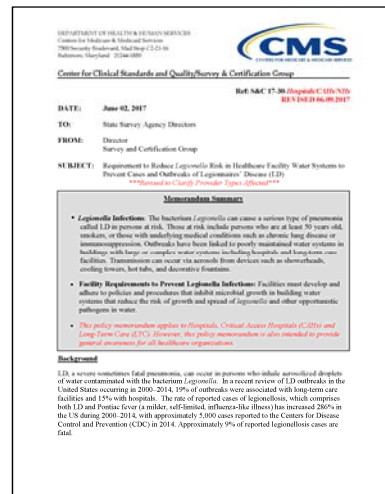 DEPARTMENT OF HEALTH & HUMAN SERVICES
Centers for Medicare & Medicaid Services
7500 Security Boulevard, Mail Stop C2-21-16
Baltimore, Maryland 21244-1850
CMS
CENTERS FOR MEDICARE & MEDICAID SERVICES
Center for Clinical Standards and Quality/Survey & Certification Group
Ref: S&C 17-30-Hospitals/CAHs/NHs
REVISED 06.09.2017
DATE: June 02, 2017
TO: State Survey Agency Directors
FROM: Director
Survey and Certification Group
SUBJECT: Requirement to Reduce Legionella Risk in Healthcare Facility Water Systems to
Prevent Cases and Outbreaks of Legionnaires' Disease (LD)
***Revised to Clarify Provider Types Affected***
Memorandum Summary
• Legionella Infections: The bacterium Legionella can cause a serious type of pneumonia
called LD in persons at risk. Those at risk include persons who are at least 50 years old,
smokers, or those with underlying medical conditions such as chronic lung disease or
immunosuppression. Outbreaks have been linked to poorly maintained water systems in
buildings with large or complex water systems including hospitals and long-term care
facilities. Transmission can occur via aerosols from devices such as showerheads,
cooling towers, hot tubs, and decorative fountains.
• Facility Requirements to Prevent Legionella Infections: Facilities must develop and
adhere to policies and procedures that inhibit microbial growth in building water
systems that reduce the risk of growth and spread of legionella and other opportunistic
pathogens in water.
• This policy memorandum applies to Hospitals, Critical Access Hospitals (CAHs) and
Long-Term Care (LTC). However, this policy memorandum is also intended to provide
general awareness for all healthcare organizations.
Background
LD, a severe sometimes fatal pneumonia, can occur in persons who inhale aerosolized droplets
of water contaminated with the bacterium Legionella. In a recent review of LD outbreaks in the
United States occurring in 2000–2014, 19% of outbreaks were associated with long-term care
facilities and 15% with hospitals. The rate of reported cases of legionellosis, which comprises
both LD and Pontiac fever (a milder, self-limited, influenza-like illness) has increased 286% in
the US during 2000–2014, with approximately 5,000 cases reported to the Centers for Disease
Control and Prevention (CDC) in 2014. Approximately 9% of reported legionellosis cases are
fatal.